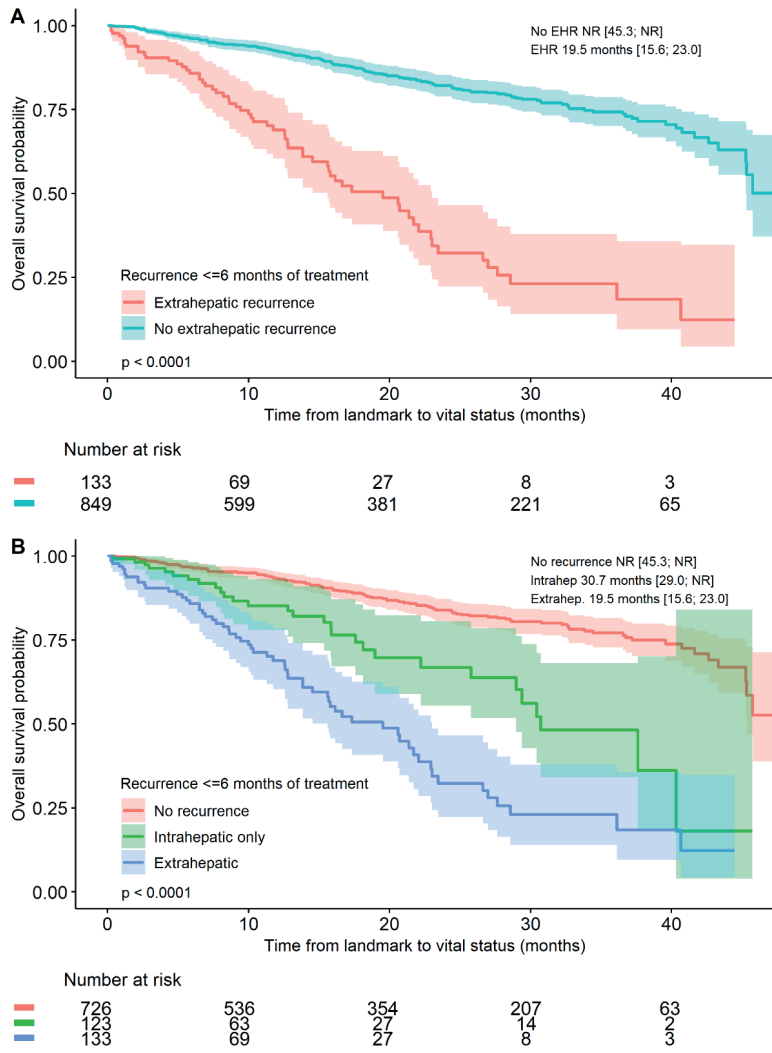 A
1.00
0.75
0.50
0.25
0.00
Overall survival probability
No EHR NR [45.3; NR]
EHR 19.5 months [15.6; 23.0]
Recurrence <=6 months of treatment
Extrahepatic recurrence
No extrahepatic recurrence
p < 0.0001
0 10 20 30 40
Time from landmark to vital status (months)
Number at risk
133 69 27 8 3
849 599 381 221 65
B
1.00
0.75
0.50
0.25
0.00
Overall survival probability
No recurrence NR [45.3; NR]
Intrahep 30.7 months [29.0; NR]
Extrahep. 19.5 months [15.6; 23.0]
Recurrence <=6 months of treatment
No recurrence
Intrahepatic only
Extrahepatic
p < 0.0001
0 10 20 30 40
Time from landmark to vital status (months)
Number at risk
726 536 354 207 63
123 63 27 14 2
133 69 27 8 3